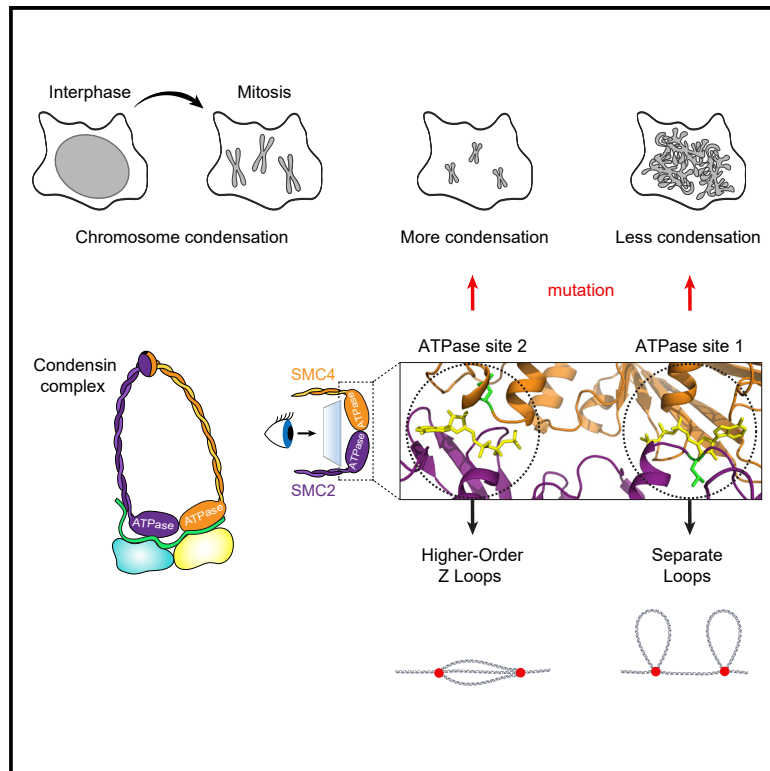 Interphase
Mitosis
Chromosome condensation
More condensation
Less condensation
mutation
ATPase site 2
ATPase site 1
Condensin
complex
SMC4
ATPase
ATPase
SMC2
ATPase
ATPase
Higher-Order
Z Loops
Separate
Loops